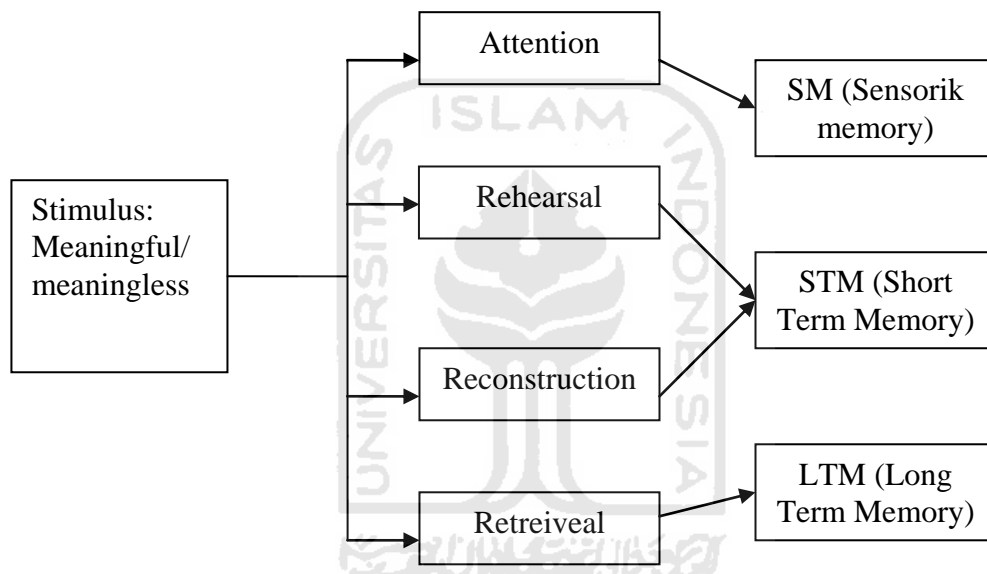 Attention
SM (Sensorik
memory)
ISLAM
UNIVERSITAS
INDONESIA
Stimulus:
Meaningful/
meaningless
Rehearsal
STM (Short
Term Memory)
Reconstruction
LTM (Long
Term Memory)
Retreiveal